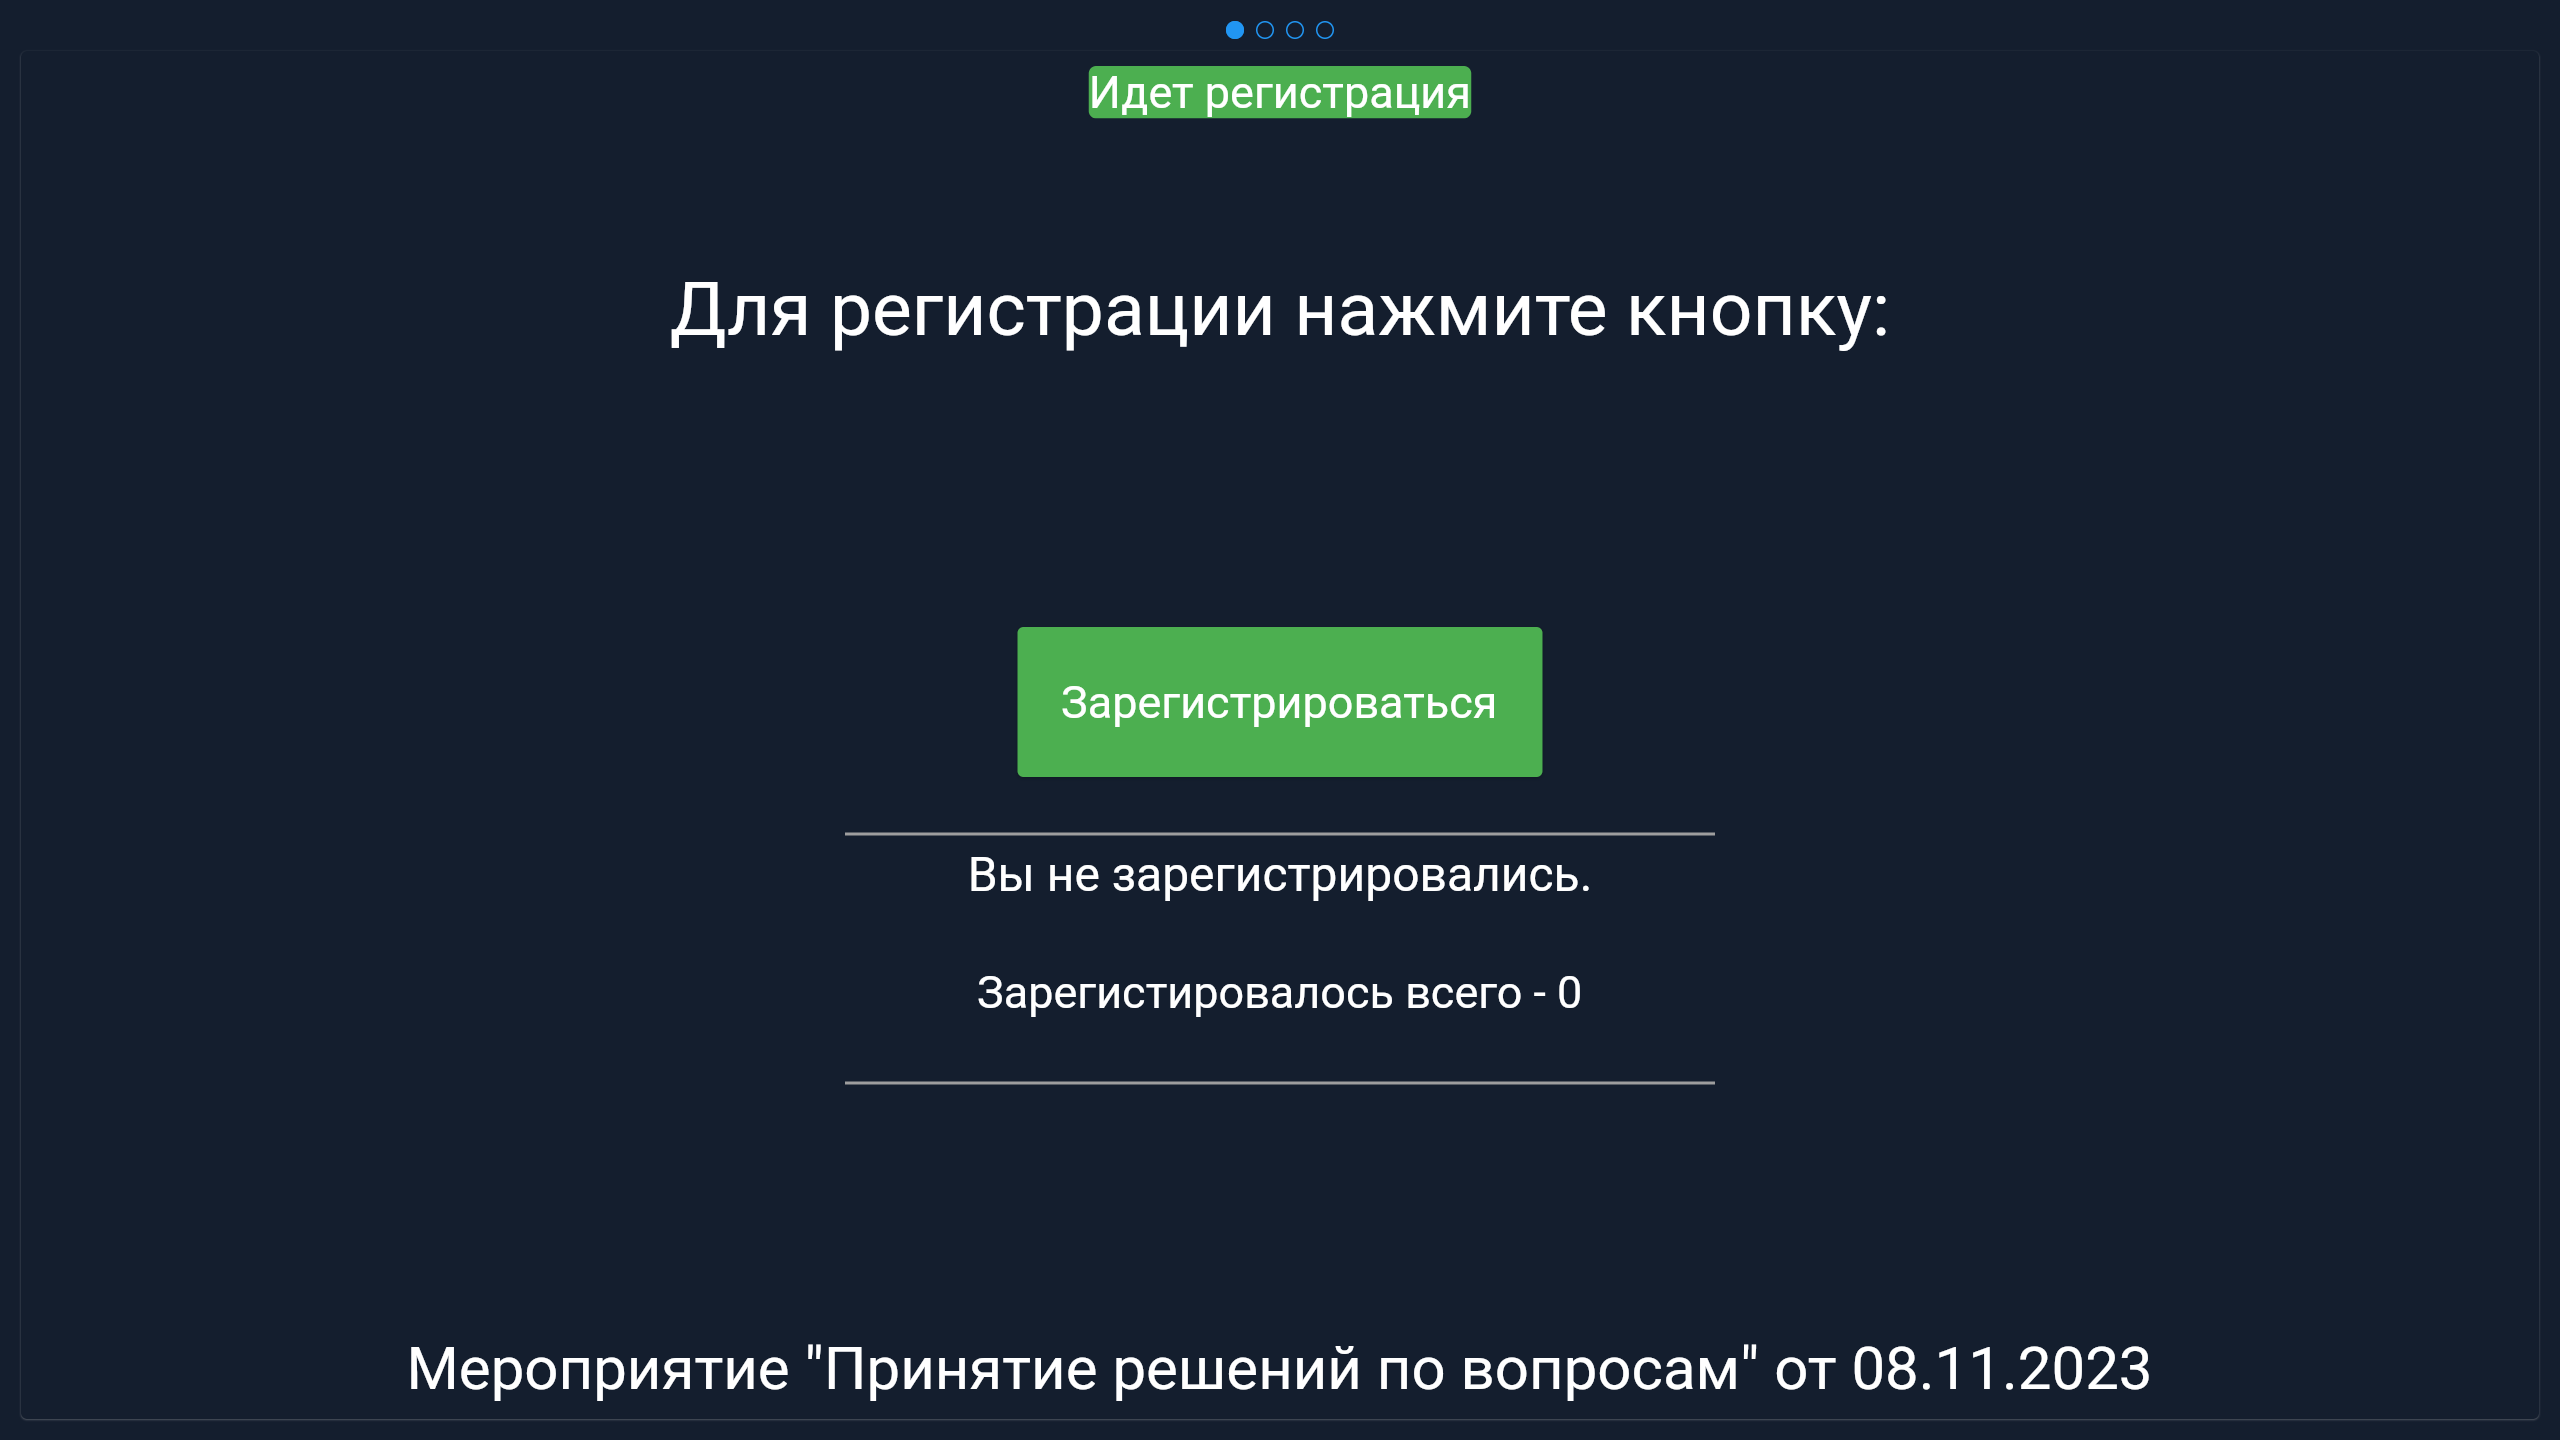 Идет регистрация
Для регистрации нажмите кнопку:
Зарегистрироваться
Вы не зарегистрировались.
Зарегистировалось всего - 0
Мероприятие "Принятие решений по вопросам" от 08.11.2023